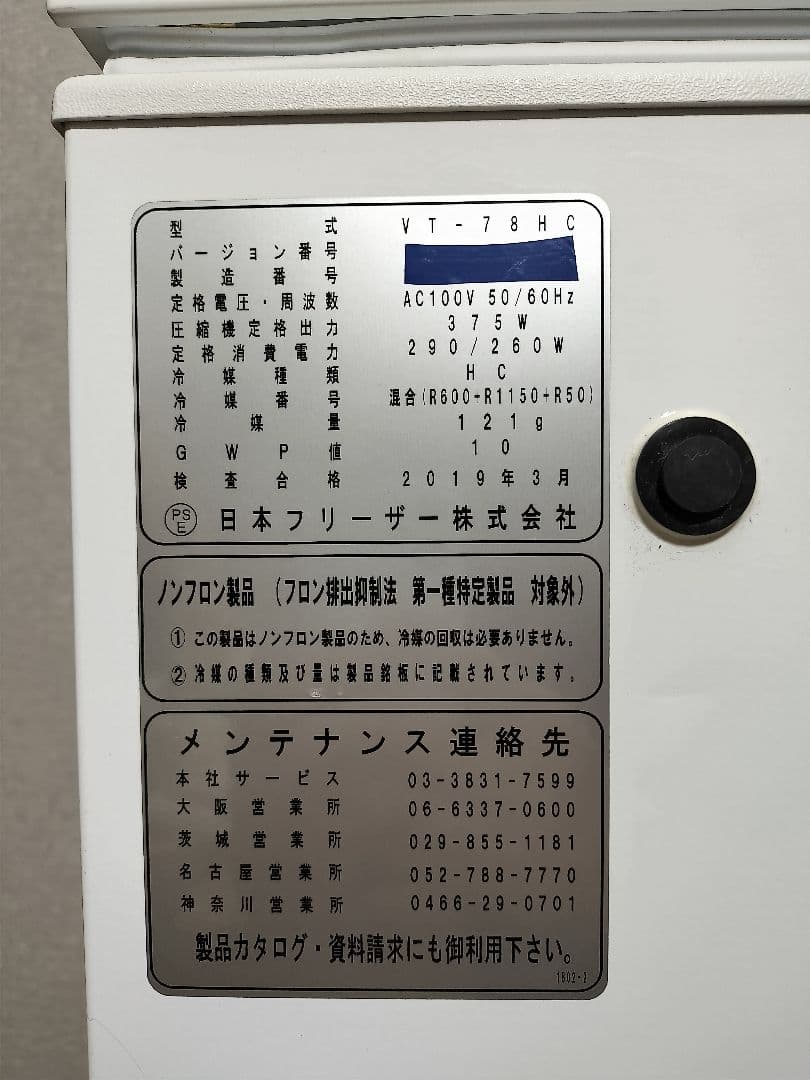 型式 VT-78HC
バージョン番号
製造番号
定格電圧・周波数 AC100V 50/60Hz
圧縮機定格出力 375W
定格消費電力 290/260W
冷媒種類 HC
冷媒番号 混合(R600+R1150+R50)
冷媒量 121g
GWP値 10
検査合格 2019年3月
PSE 日本フリーザー株式会社
ノンフロン製品 (フロン排出抑制法 第一種特定製品 対象外)
① この製品はノンフロン製品のため、冷媒の回収は必要ありません。
② 冷媒の種類及び量は製品銘板に記載されています。
メンテナンス連絡先
本社サービス 03-3831-7599
大阪営業所 06-6337-0600
茨城営業所 029-855-1181
名古屋営業所 052-788-7770
神奈川営業所 0466-29-0701
製品カタログ・資料請求にも御利用下さい。
1802-2